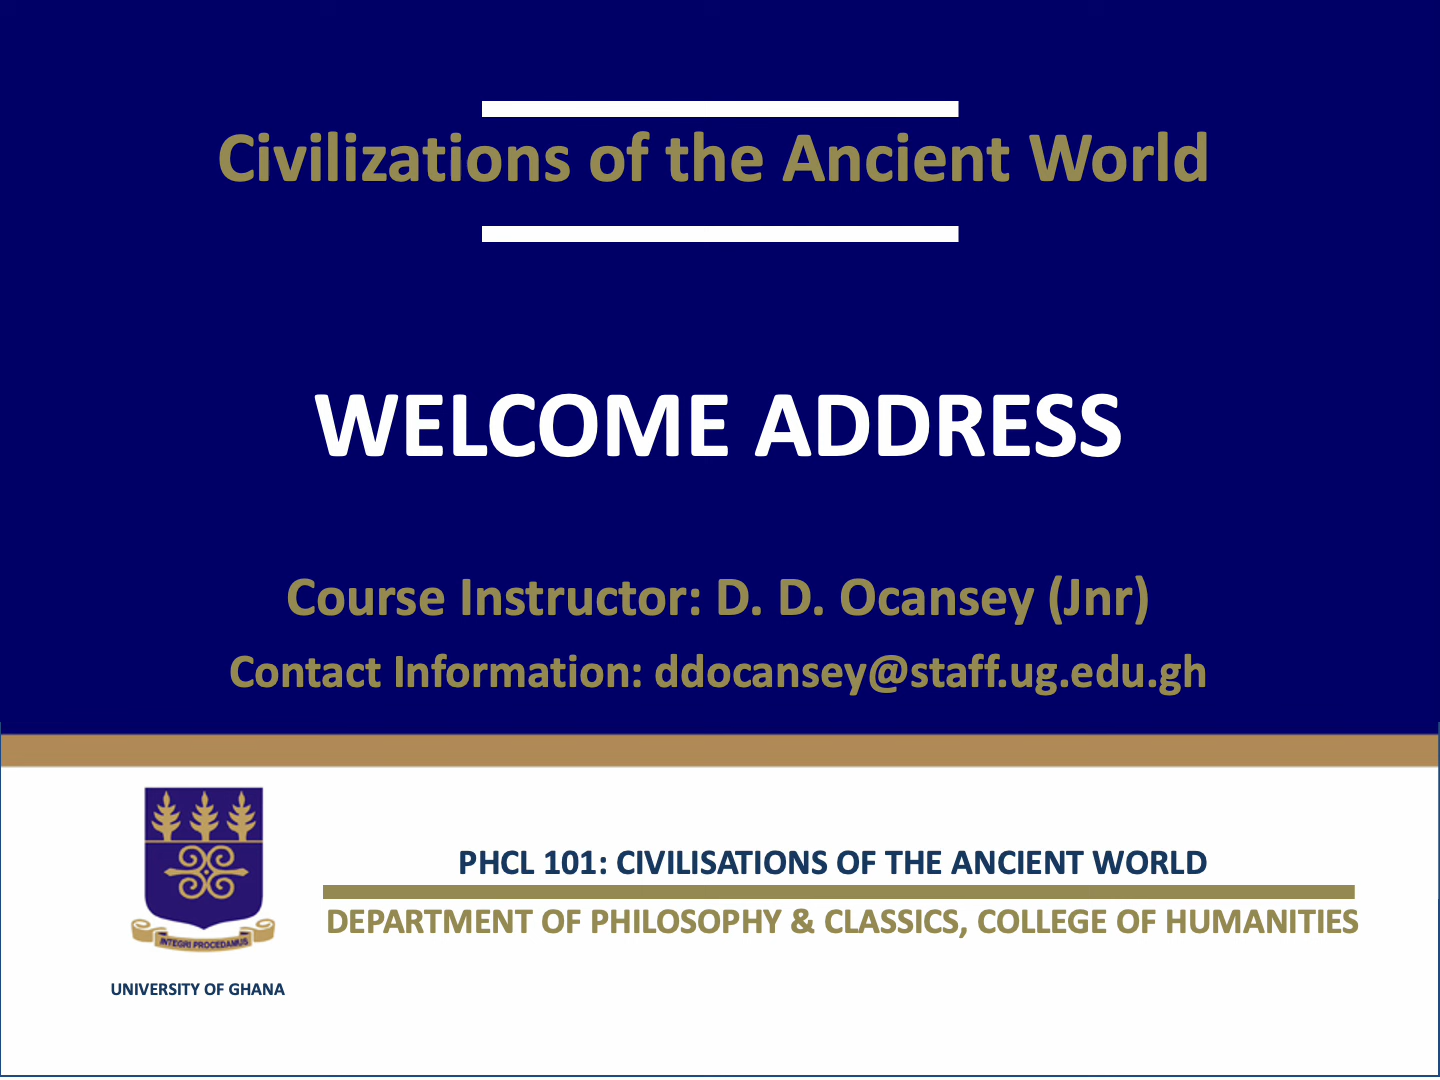 Civilizations of the Ancient World
WELCOME ADDRESS
Course Instructor: D. D. Ocansey (Jnr)
Contact Information: ddocansey@staff.ug.edu.gh
PHCL 101: CIVILISATIONS OF THE ANCIENT WORLD
DEPARTMENT OF PHILOSOPHY & CLASSICS, COLLEGE OF HUMANITIES
INTEGRI PROCEDAMUS
UNIVERSITY OF GHANA